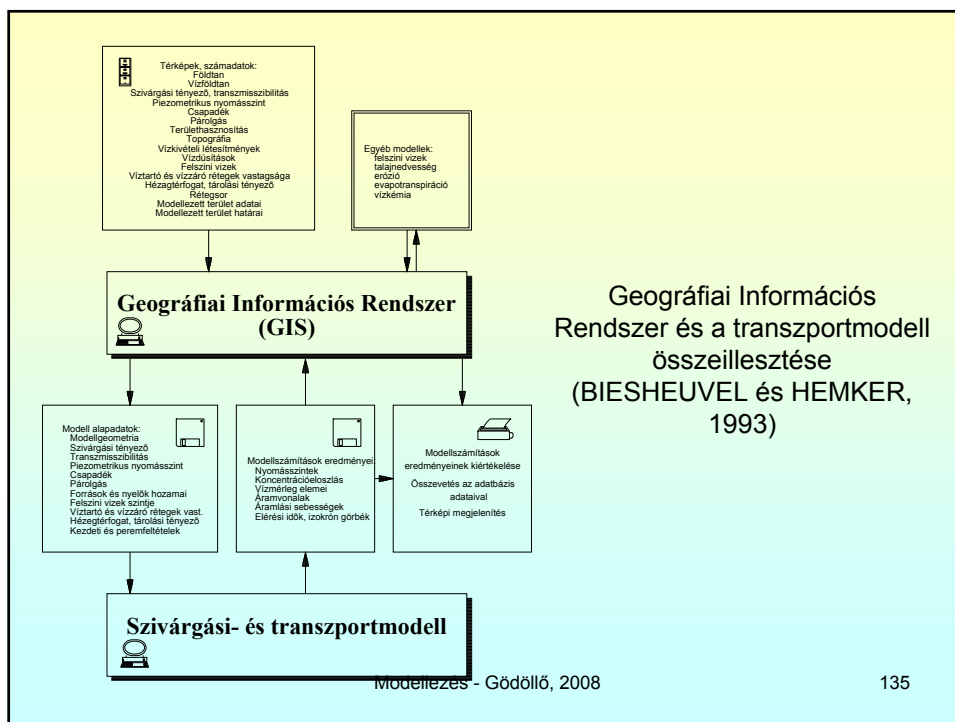 Térképek, számadatok:
Földtan
Vízföldtan
Szivárgási tényező, transzmisszibilitás
Piezometrikus nyomásszint
Csapadék
Párolgás
Területhasznosítás
Topográfia
Vízkivételi létesítmények
Vízdúsítások
Felszini vizek
Víztartó és vízzáró rétegek vastagsága
Hézagtérfogat, tárolási tényező
Rétegsor
Modellezett terület adatai
Modellezett terület határai
Egyéb modellek:
felszini vizek
talajnedvesség
erózió
evapotranspiráció
vízkémia
Geográfiai Információs Rendszer
(GIS)
Modell alapadatok:
Modellgeometria
Szivárgási tényező
Transzmisszibilitás
Piezometrikus nyomásszint
Csapadék
Párolgás
Források és nyelők hozamai
Felszini vizek szintje
Víztartó és vízzáró rétegek vast.
Hézegtérfogat, tárolási tényező
Kezdeti és peremfeltételek
Modellszámítások eredményei:
Nyomásszintek
Koncentrációeloszlás
Vízmérleg elemei
Áramvonalak
Áramlási sebességek
Elérési idők, izokrón görbék
Modellszámítások
eredményeinek kiértékelése
Összevetés az adatbázis
adataival
Térképi megjelenítés
Szivárgási- és transzportmodell
Geográfiai Információs
Rendszer és a transzportmodell
összeillesztése
(BIESHEUVEL és HEMKER,
1993)
Modellezés - Gödöllő, 2008
135